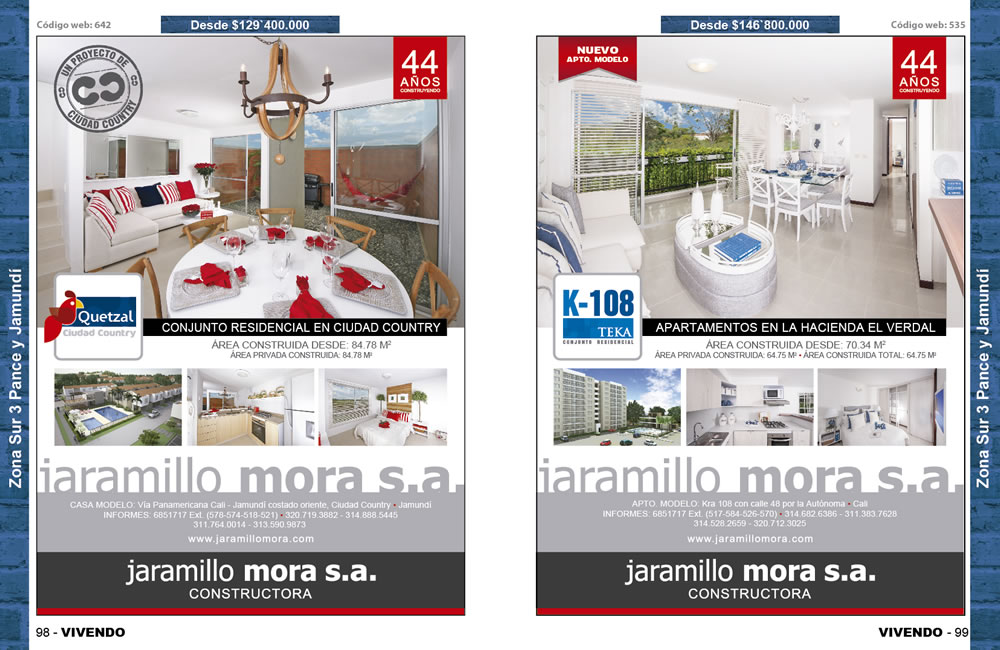 Código web: 642
Desde $129`400.000
UN PROYECTO DE
CIUDAD COUNTRY
44
AÑOS
CONSTRUYENDO
Quetzal
Ciudad Country
CONJUNTO RESIDENCIAL EN CIUDAD COUNTRY
ÁREA CONSTRUIDA DESDE: 84.78 M²
ÁREA PRIVADA CONSTRUIDA: 84.78 M²
jaramillo mora s.a.
CASA MODELO: Vía Panamericana Cali - Jamundí costado oriente, Ciudad Country • Jamundí
INFORMES: 6851717 Ext. (578-574-518-521) • 320.719.3882 - 314.888.5445
311.764.0014 - 313.590.9873
www.jaramillomora.com
jaramillo mora s.a.
CONSTRUCTORA
98 - VIVENDO
Zona Sur 3 Pance y Jamundí
Desde $146`800.000
Código web: 535
NUEVO
APTO. MODELO
44
AÑOS
CONSTRUYENDO
K-108
TEKA
CONJUNTO RESIDENCIAL
APARTAMENTOS EN LA HACIENDA EL VERDAL
ÁREA CONSTRUIDA DESDE: 70.34 M²
ÁREA PRIVADA CONSTRUIDA: 64.75 M² • ÁREA CONSTRUIDA TOTAL: 64.75 M²
jaramillo mora s.a.
APTO. MODELO: Kra 108 con calle 48 por la Autónoma • Cali
INFORMES: 6851717 Ext. (517-584-526-570) • 314.682.6386 - 311.383.7628
314.528.2659 - 320.712.3025
www.jaramillomora.com
jaramillo mora s.a.
CONSTRUCTORA
VIVENDO - 99
Zona Sur 3 Pance y Jamundí